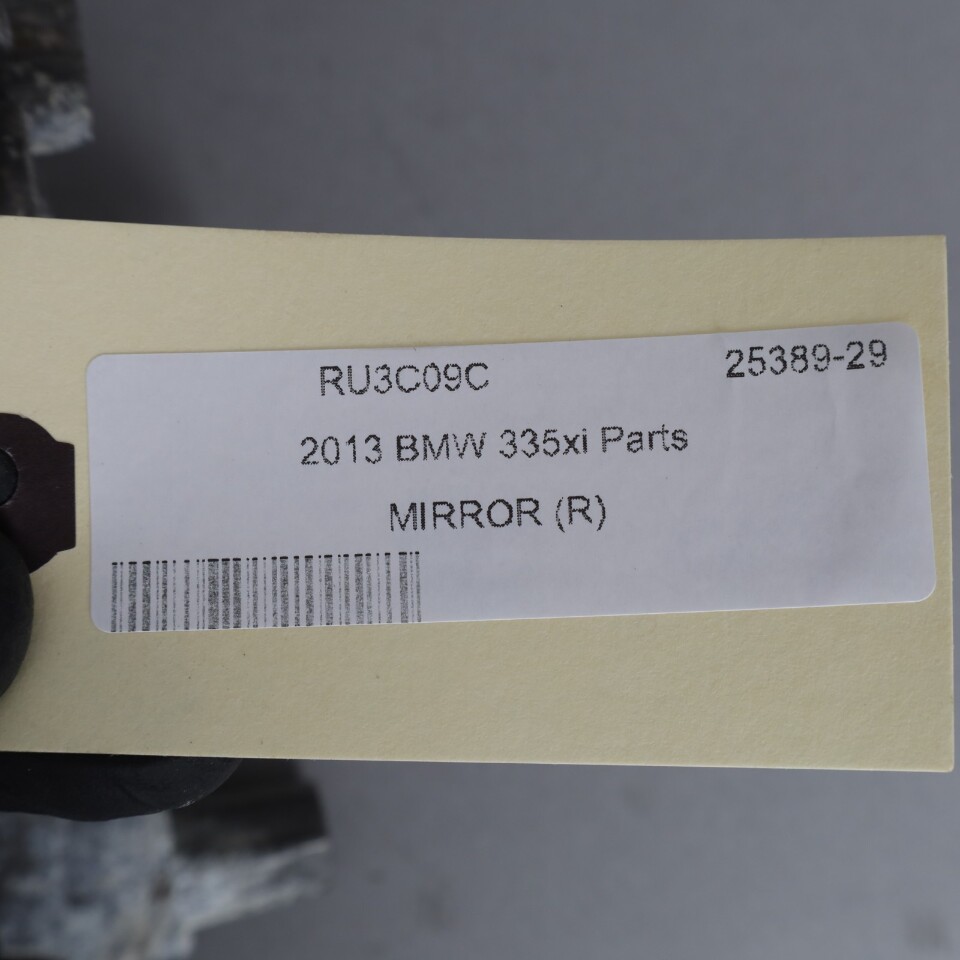 RU3C09C 25389-29
2013 BMW 335xi Parts
MIRROR (R)